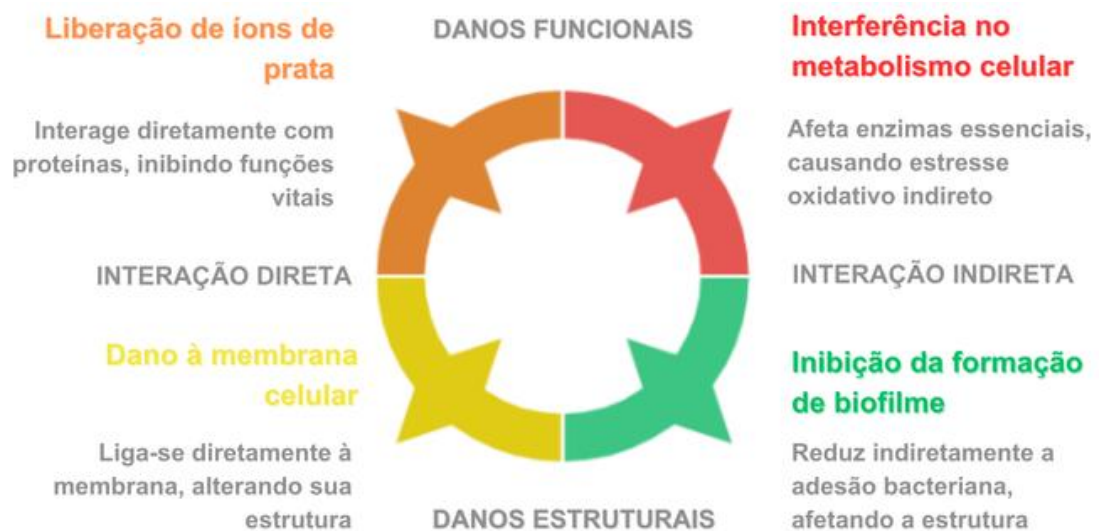 Liberação de íons de
prata
Interage diretamente com
proteínas, inibindo funções
vitais
DANOS FUNCIONAIS
Interferência no
metabolismo celular
Afeta enzimas essenciais,
causando estresse
oxidativo indireto
INTERAÇÃO DIRETA
INTERAÇÃO INDIRETA
Dano à membrana
celular
Liga-se diretamente à
membrana, alterando sua
estrutura
DANOS ESTRUTURAIS
Inibição da formação
de biofilme
Reduz indiretamente a
adesão bacteriana,
afetando a estrutura